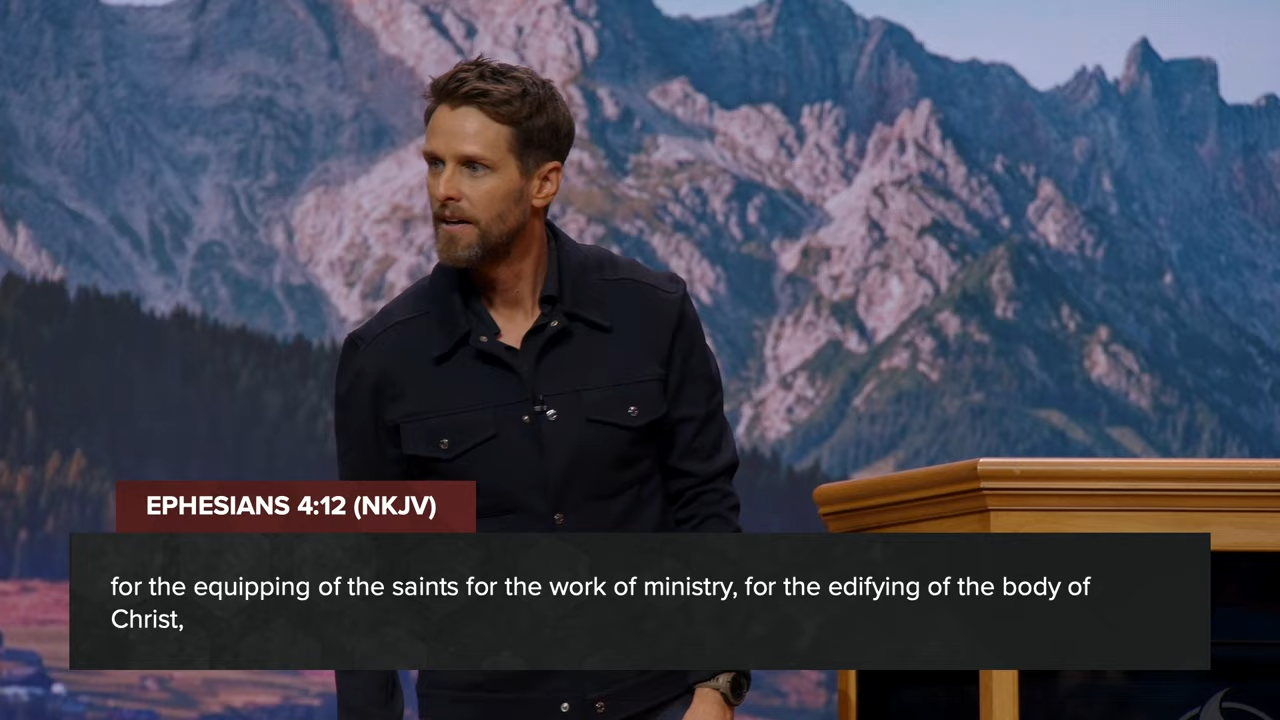 EPHESIANS 4:12 (NKJV)
for the equipping of the saints for the work of ministry, for the edifying of the body of
Christ,